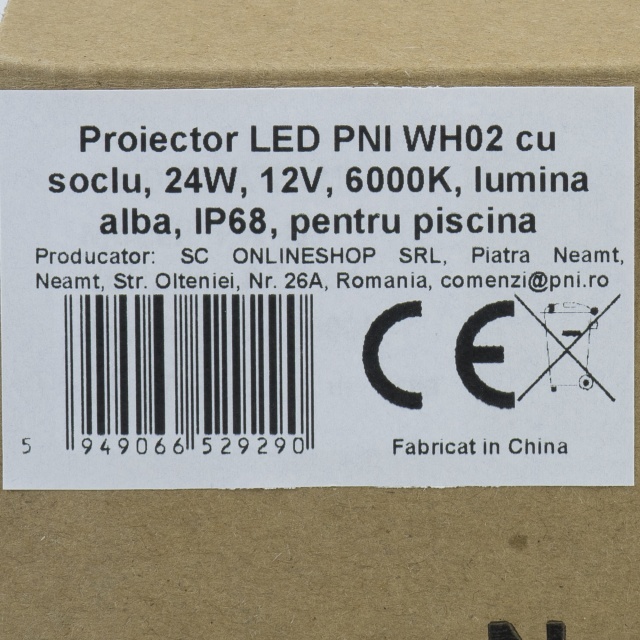 Proiector LED PNI WH02 cu
soclu, 24W, 12V, 6000K, lumina
alba, IP68, pentru piscina
Producator: SC ONLINESHOP SRL, Piatra Neamt,
Neamt, Str. Olteniei, Nr. 26A, Romania, comenzi@pni.ro
CE
5 949066 529290
Fabricat in China